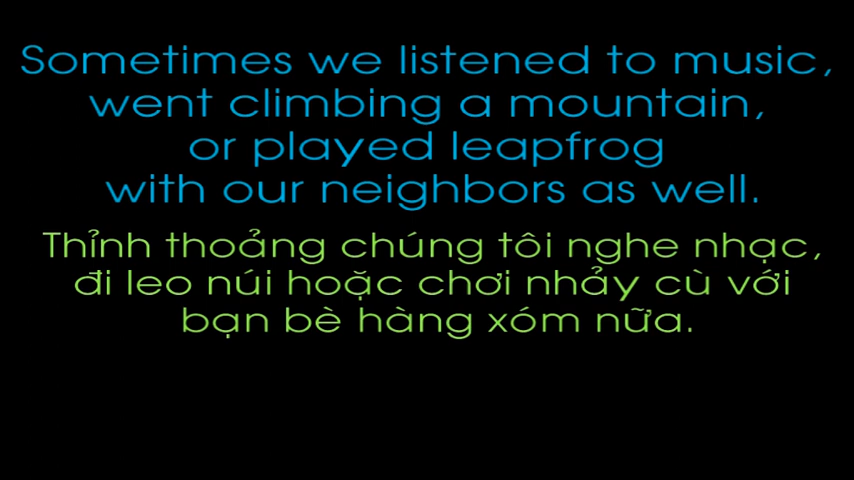 Sometimes we listened to music,
went climbing a mountain,
or played leapfrog
with our neighbors as well.
Thỉnh thoảng chúng tôi nghe nhạc,
đi leo núi hoặc chơi nhảy cù với
bạn bè hàng xóm nữa.